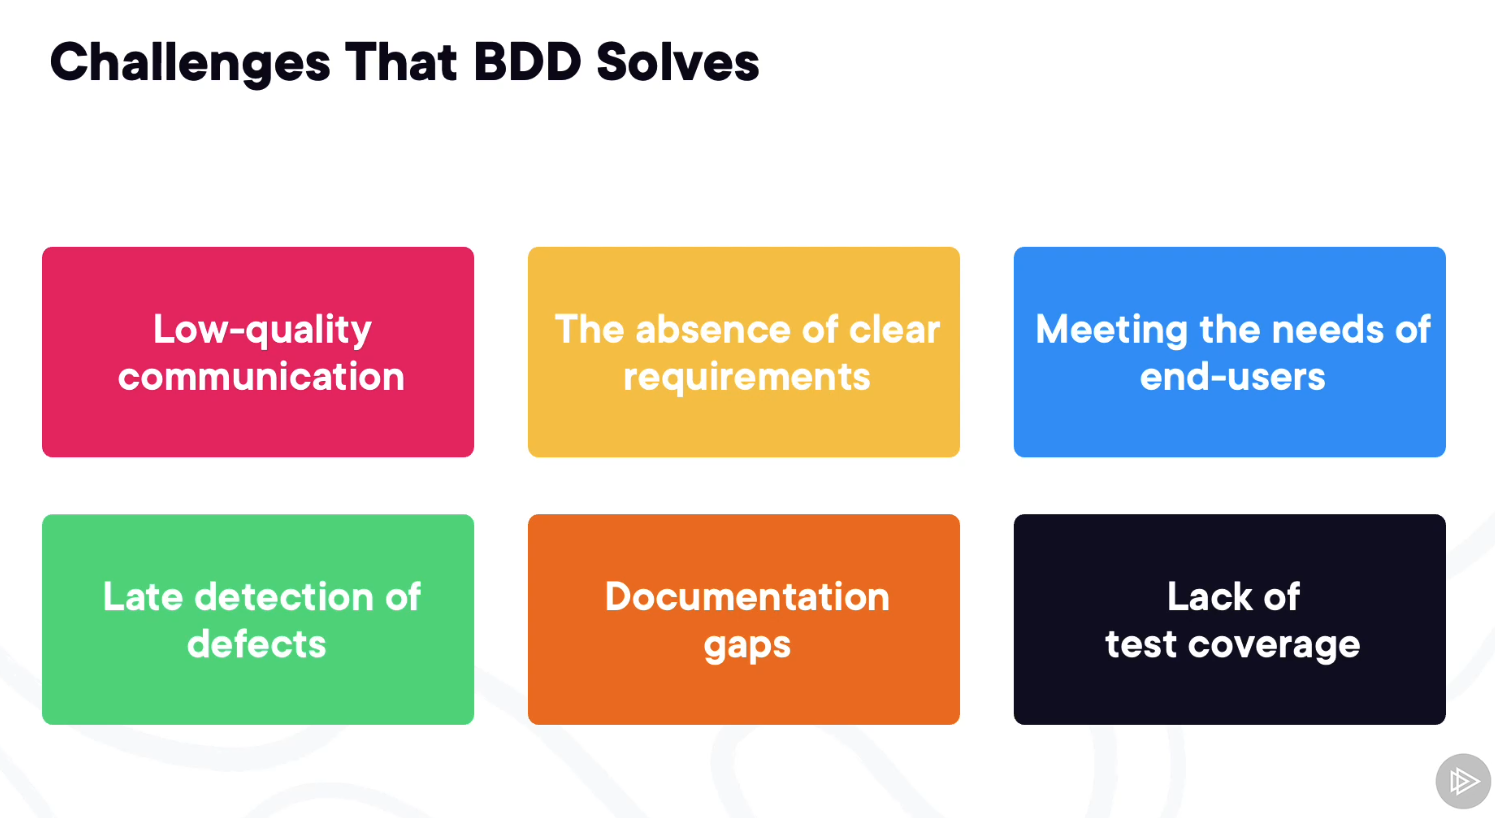 Challenges That BDD Solves
Low-quality
communication
The absence of clear
requirements
Meeting the needs of
end-users
Late detection of
defects
Documentation
gaps
Lack of
test coverage